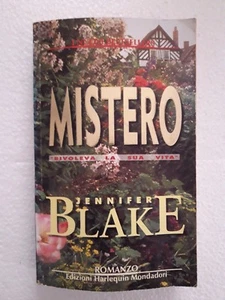 MISTERO
"RIVOLEVA LA SUA VITA"
JENNIFER
BLAKE
ROMANZO
Edizioni Harlequin Mondadori